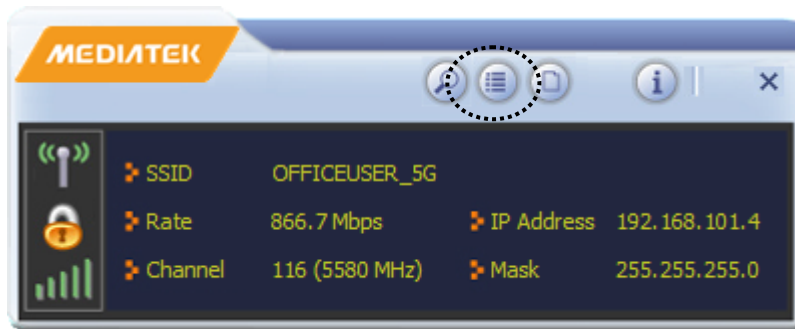 MEDIATEK
SSID OFFICEUSER_5G
Rate 866.7 Mbps IP Address 192.168.101.4
Channel 116 (5580 MHz) Mask 255.255.255.0